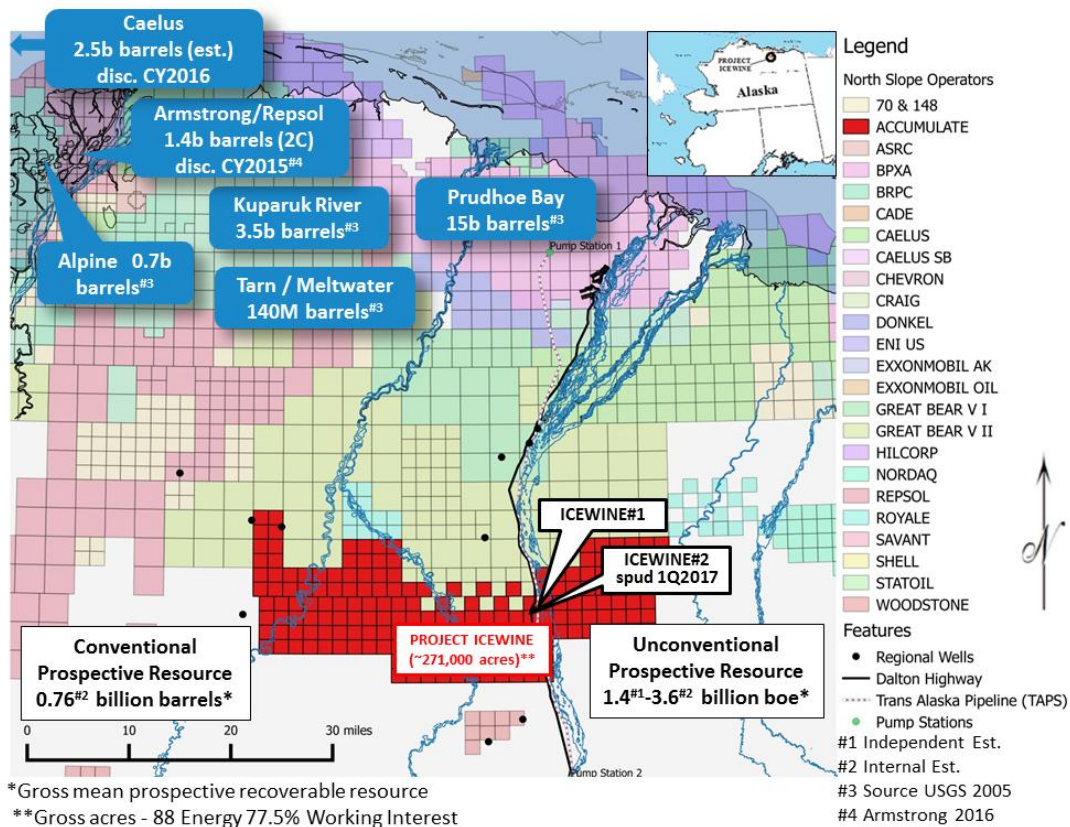 Caelus
2.5b barrels (est.)
disc. CY2016
Armstrong/Repsol
1.4b barrels (2C)
disc. CY2015#4
Kuparuk River
3.5b barrels#3
Prudhoe Bay
15b barrels#3
Pump Station 1
Alpine 0.7b
barrels#3
Tarn / Meltwater
140M barrels#3
PROJECT
ICEWINE
Alaska
ICEWINE#1
ICEWINE#2
spud 1Q2017
PROJECT ICEWINE
(~271,000 acres)**
Conventional
Prospective Resource
0.76#2 billion barrels*
Unconventional
Prospective Resource
1.4#1-3.6#2 billion boe*
0 10 20 30 miles
Pump Station 2
*Gross mean prospective recoverable resource
**Gross acres - 88 Energy 77.5% Working Interest
Legend
North Slope Operators
70 & 148
ACCUMULATE
ASRC
BPXA
BRPC
CADE
CAELUS
CAELUS SB
CHEVRON
CRAIG
DONKEL
ENI US
EXXONMOBIL AK
EXXONMOBIL OIL
GREAT BEAR V I
GREAT BEAR V II
HILCORP
NORDAQ
REPSOL
ROYALE
SAVANT
SHELL
STATOIL
WOODSTONE
N
Features
Regional Wells
Dalton Highway
Trans Alaska Pipeline (TAPS)
Pump Stations
#1 Independent Est.
#2 Internal Est.
#3 Source USGS 2005
#4 Armstrong 2016